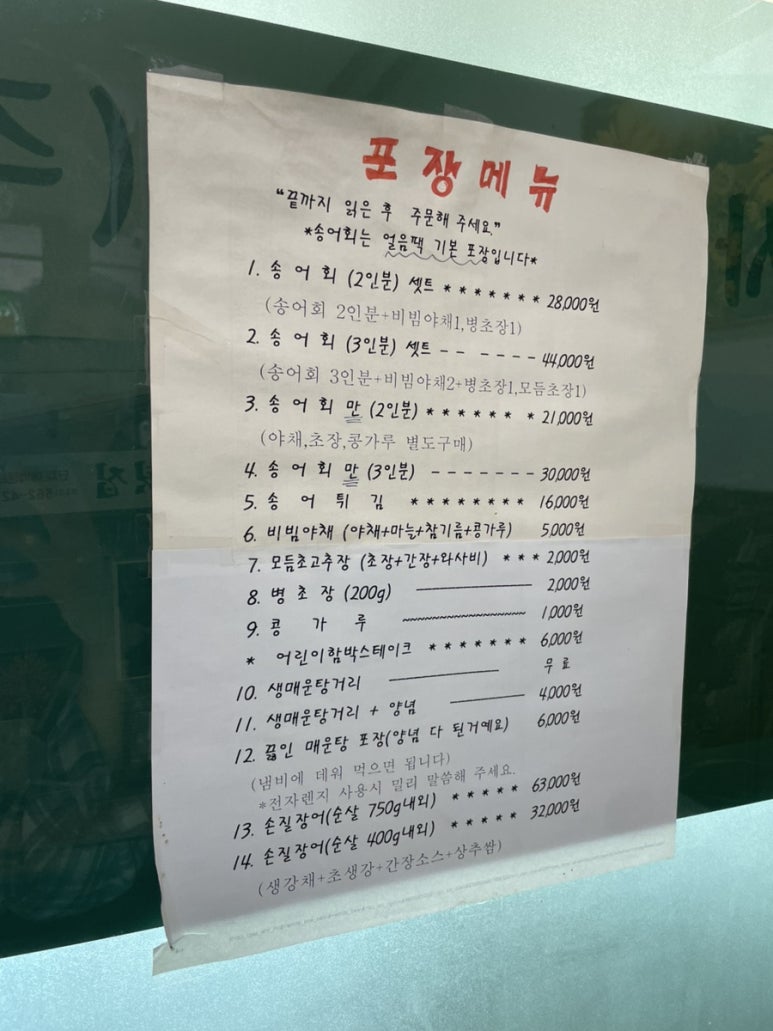 포장메뉴
"끝까지 읽은 후 주문해 주세요."
*송어회는 얼음팩 기본 포장입니다*
1. 송어회 (2인분) 셋트 * * * * * * * 28,000원
(송어회 2인분+비빔야채1,병초장1)
2. 송어회 (3인분) 셋트 - - - - - - 44,000원
(송어회 3인분+비빔야채2+병초장1,모듬초장1)
3. 송어회 만 (2인분) * * * * * * * 21,000원
(야채,초장,콩가루 별도구매)
4. 송어회 만 (3인분) - - - - - - - 30,000원
5. 송어튀김 * * * * * * * * 16,000원
6. 비빔야채 (야채+마늘+참기름+콩가루) 5,000원
7. 모듬초고추장 (초장+간장+와사비) * * * 2,000원
8. 병초장 (200g) ─────── 2,000원
9. 콩가루 ~~~~~~~~~~~~~~~~ 1,000원
* 어린이함박스테이크 * * * * * * * 6,000원
10. 생매운탕거리 ─────── 무료
11. 생매운탕거리 + 양념 ───── 4,000원
12. 끓인 매운탕 포장(양념 다 된거예요) 6,000원
(냄비에 데워 먹으면 됩니다)
*전자렌지 사용시 밀리 말씀해 주세요.
13. 손질장어(순살 750g내외) * * * * * 63,000원
14. 손질장어(순살 400g내외) * * * * * 32,000원
(생강채+초생강+간장소스+상추쌈)